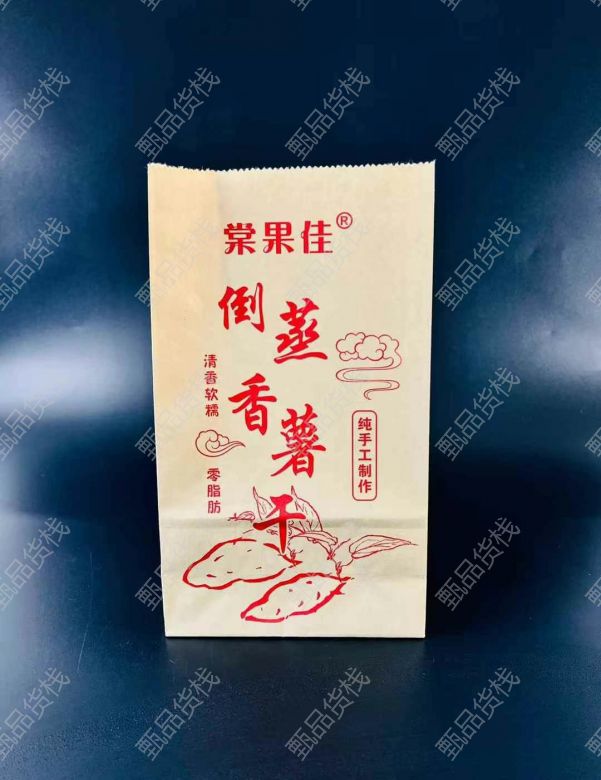 棠果佳®
倒蒸香薯干
清香软糯
零脂肪
纯手工制作
甄品货栈